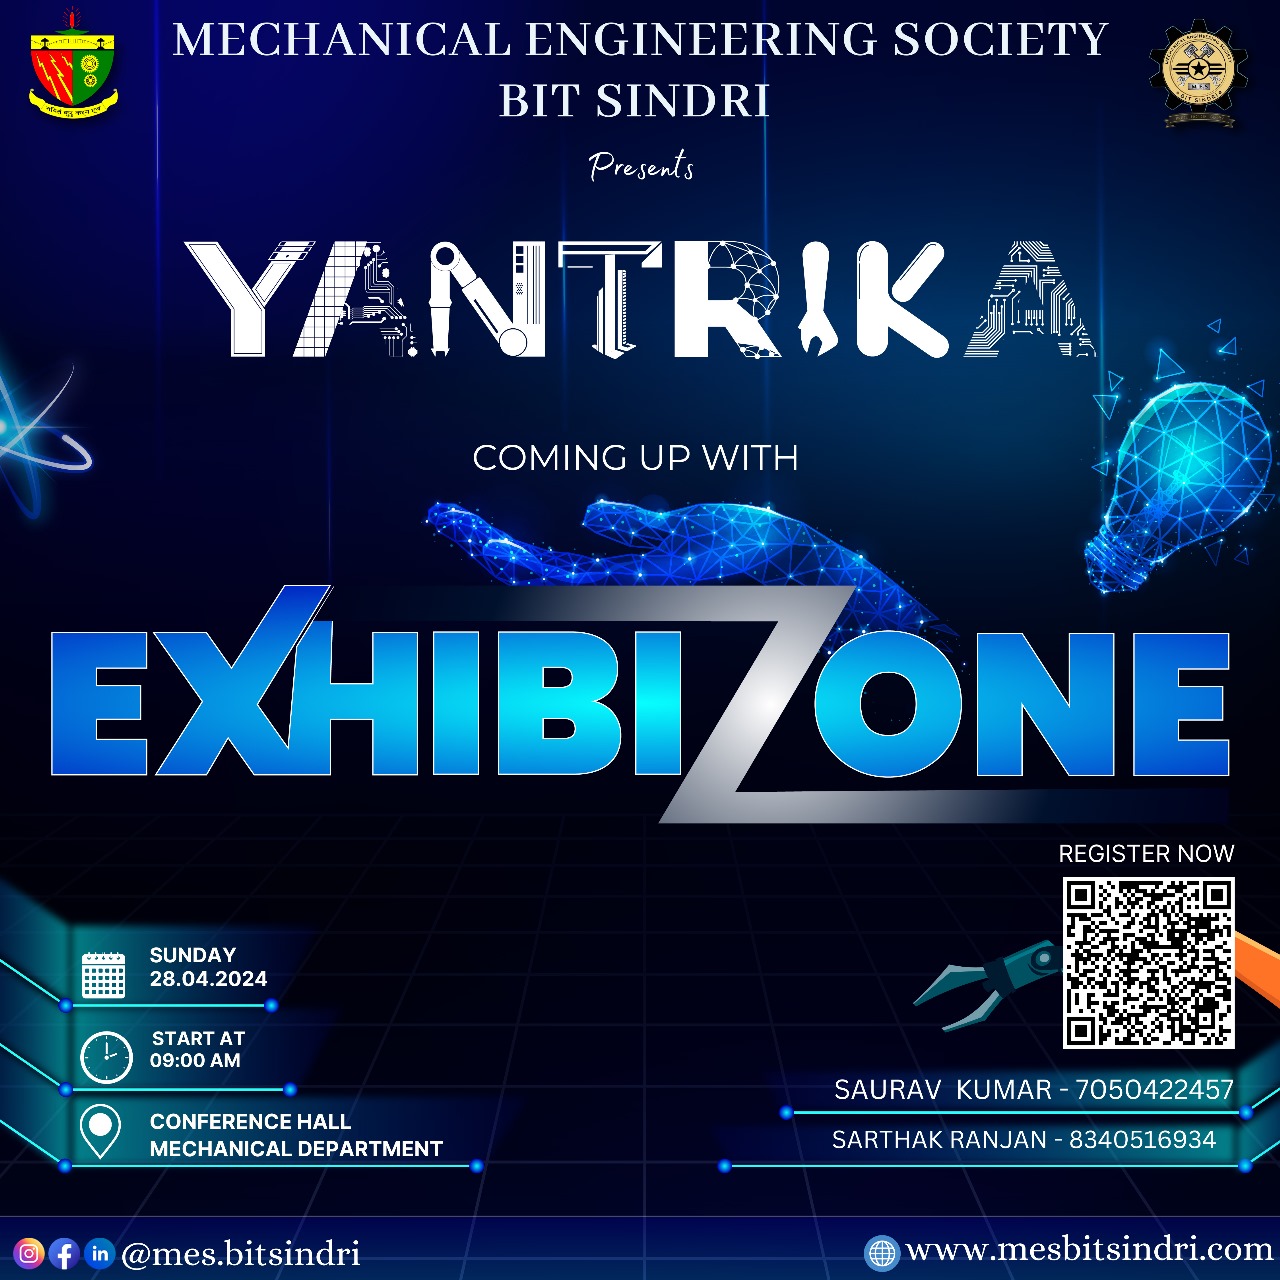 MECHANICAL ENGINEERING SOCIETY
BIT SINDRI
Presents
YANTRIKA
COMING UP WITH
EXHIBIZONE
REGISTER NOW
SUNDAY
28.04.2024
START AT
09:00 AM
CONFERENCE HALL
MECHANICAL DEPARTMENT
SAURAV KUMAR - 7050422457
SARTHAK RANJAN - 8340516934
@mes.bitsindri
www.mesbitsindri.com